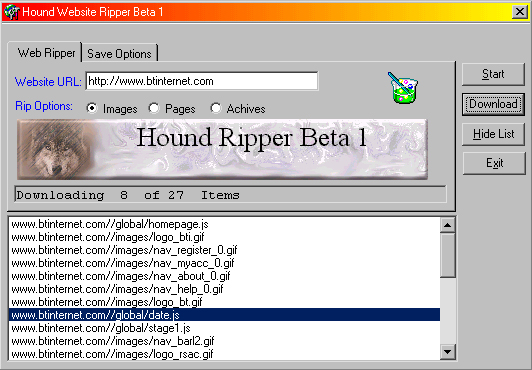 Hound Website Ripper Beta 1
Web Ripper
Save Options
Website URL: http://www.btinternet.com
Rip Options: Images Pages Achives
Hound Ripper Beta 1
Downloading 8 of 27 Items
Start
Download
Hide List
Exit
www.btinternet.com//global/homepage.js
www.btinternet.com//images/logo_bti.gif
www.btinternet.com//images/nav_register_0.gif
www.btinternet.com//images/nav_myacc_0.gif
www.btinternet.com//images/nav_about_0.gif
www.btinternet.com//images/nav_help_0.gif
www.btinternet.com//images/logo_bt.gif
www.btinternet.com//global/date.js
www.btinternet.com//global/stage1.js
www.btinternet.com//images/nav_barl2.gif
www.btinternet.com//images/logo_rsac.gif